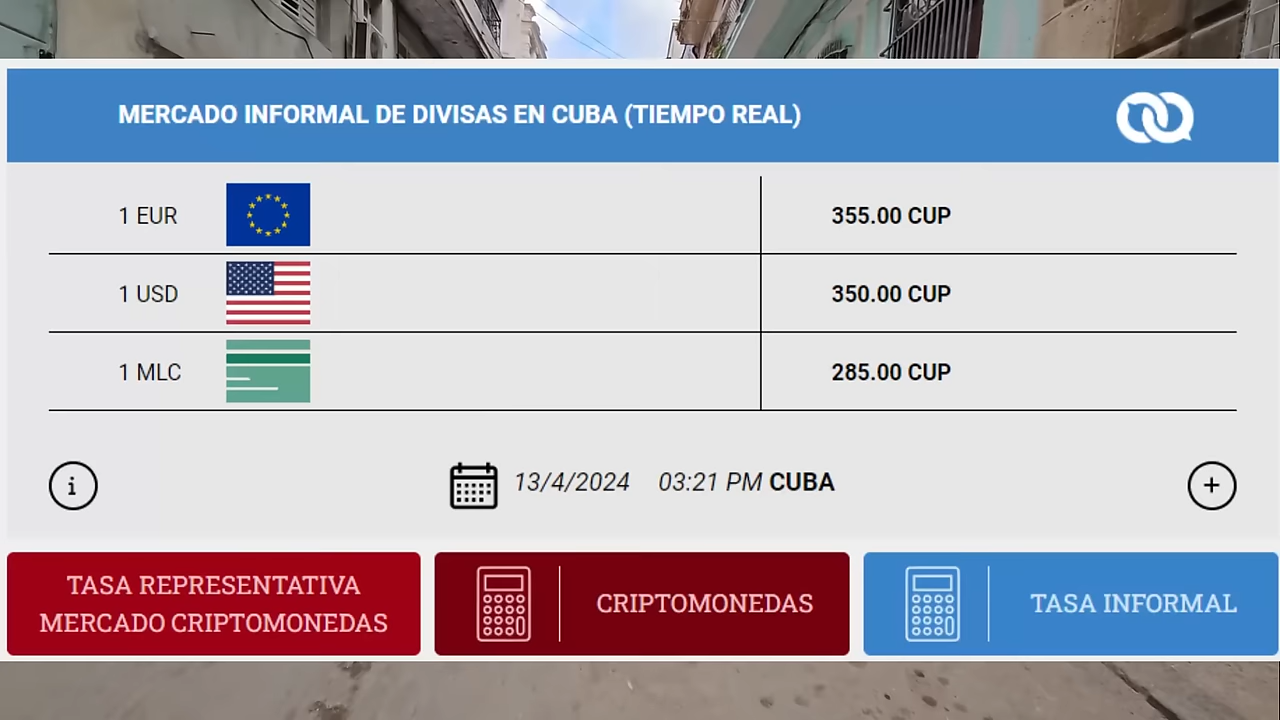 MERCADO INFORMAL DE DIVISAS EN CUBA (TIEMPO REAL)
1 EUR 355.00 CUP
1 USD 350.00 CUP
1 MLC 285.00 CUP
i 13/4/2024 03:21 PM CUBA +
TASA REPRESENTATIVA
MERCADO CRIPTOMONEDAS
CRIPTOMONEDAS
TASA INFORMAL